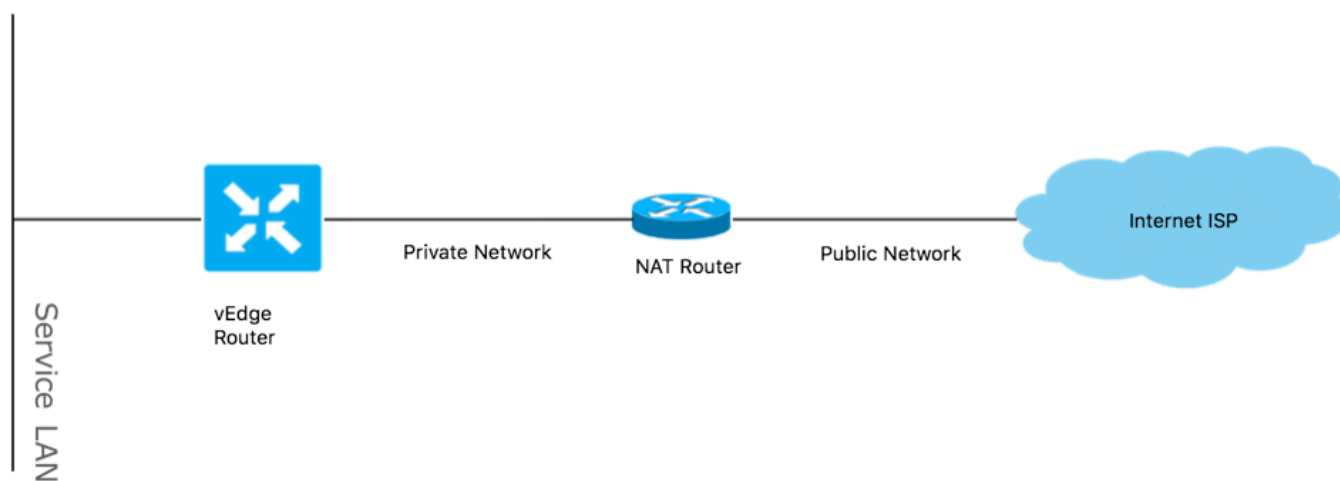 Service LAN
vEdge
Router
Private Network
NAT Router
Public Network
Internet ISP